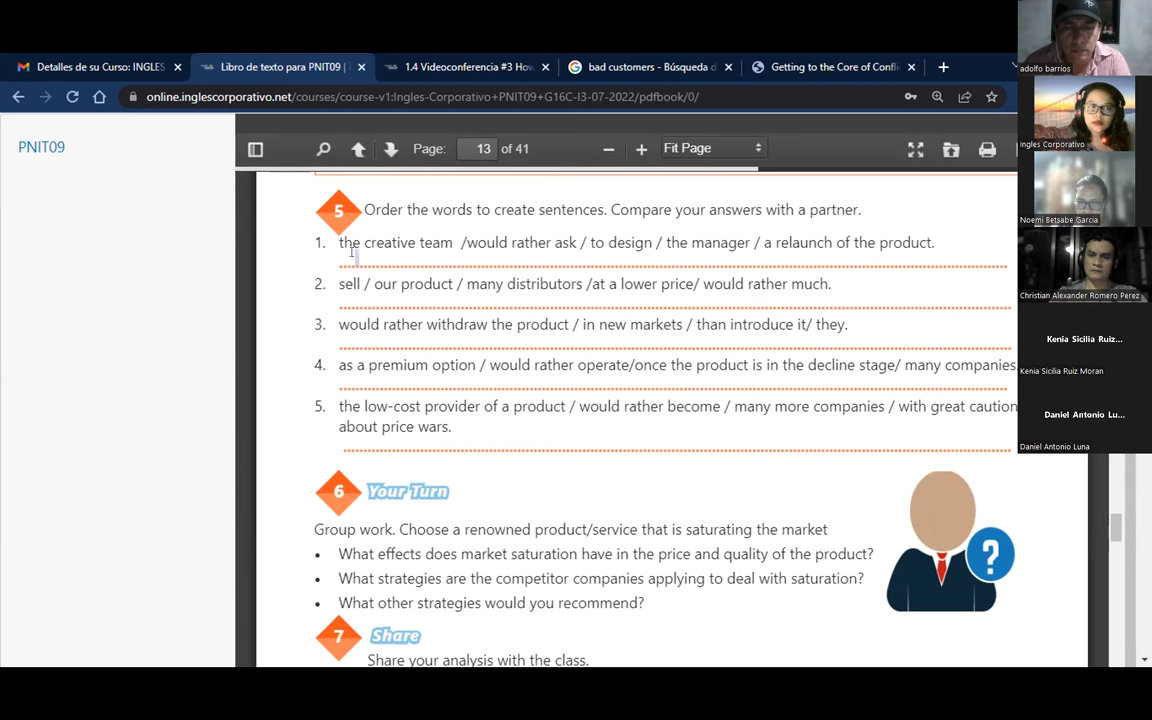 adolfo barrios
Detalles de su Curso: INGLES
Libro de texto para PNIT09 |
1.4 Videoconferencia #3 How
bad customers - Búsqueda d
Getting to the Core of Confli
online.inglescorporativo.net/courses/course-v1:Ingles-Corporativo+PNIT09+G16C-I3-07-2022/pdfbook/0/
Ingles Corporativo
PNIT09
Page: 13 of 41
Fit Page
Noemi Betsabe Garcia
5 Order the words to create sentences. Compare your answers with a partner.
1. the creative team /would rather ask / to design / the manager / a relaunch of the product.
2. sell / our product / many distributors /at a lower price/ would rather much.
Christian Alexander Romero Perez
3. would rather withdraw the product / in new markets / than introduce it/ they.
Kenia Sicilia Ruiz...
4. as a premium option / would rather operate/once the product is in the decline stage/ many companies.
Kenia Sicilia Ruiz Moran
5. the low-cost provider of a product / would rather become / many more companies / with great caution
about price wars.
Daniel Antonio Lu...
Daniel Antonio Luna
6 Your Turn
Group work. Choose a renowned product/service that is saturating the market
• What effects does market saturation have in the price and quality of the product?
• What strategies are the competitor companies applying to deal with saturation?
• What other strategies would you recommend?
?
7 Share
Share your analysis with the class.